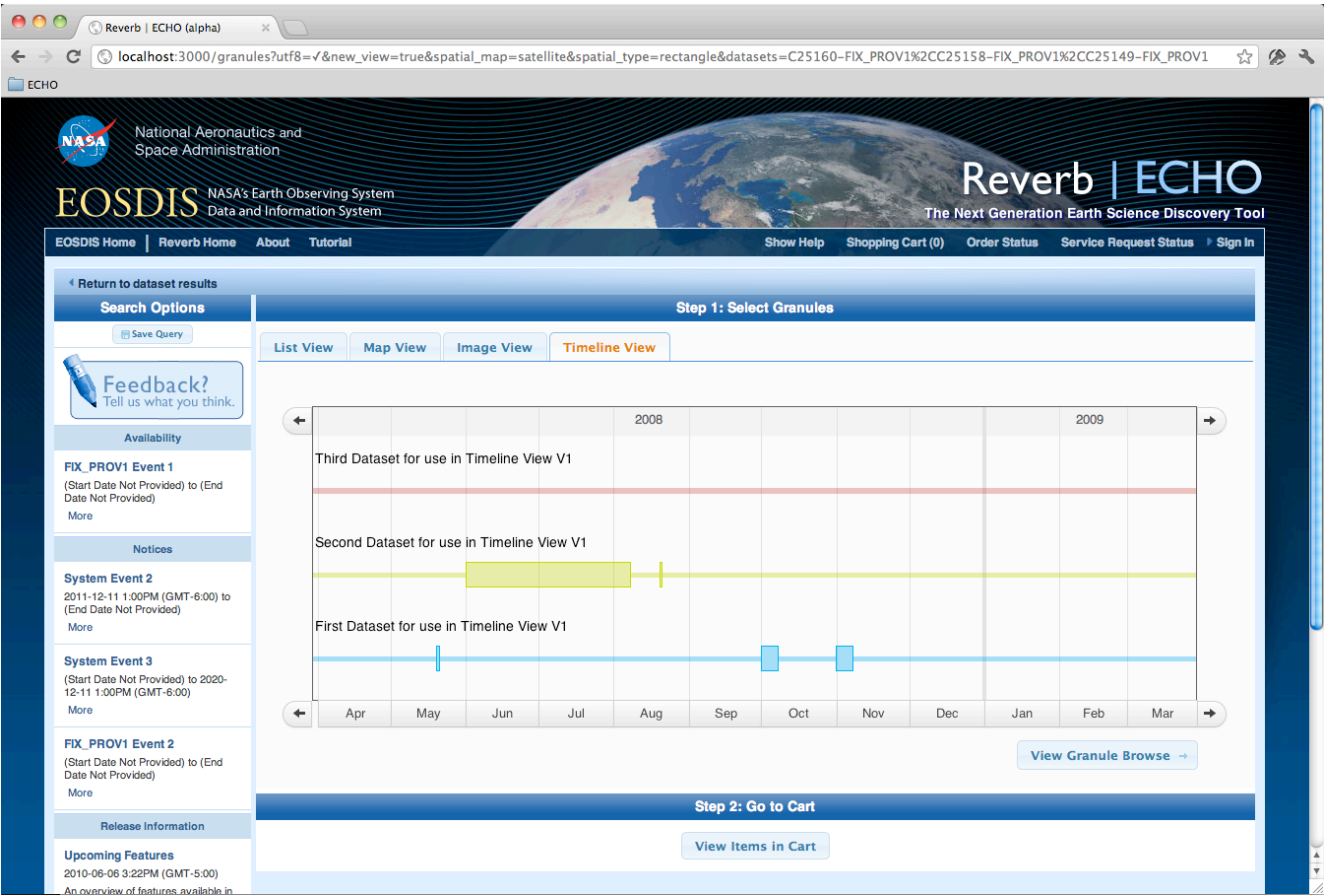 Reverb | ECHO (alpha)
localhost:3000/granules?utf8=✓&new_view=true&spatial_map=satellite&spatial_type=rectangle&datasets=C25160-FIX_PROV1%2CC25158-FIX_PROV1%2CC25149-FIX_PROV1
ECHO
NASA
National Aeronautics and
Space Administration
EOSDIS
NASA's Earth Observing System
Data and Information System
Reverb | ECHO
The Next Generation Earth Science Discovery Tool
EOSDIS Home | Reverb Home About Tutorial Show Help Shopping Cart (0) Order Status Service Request Status Sign In
Return to dataset results
Search Options
Save Query
Feedback?
Tell us what you think.
Availability
FIX_PROV1 Event 1
(Start Date Not Provided) to (End
Date Not Provided)
More
Notices
System Event 2
2011-12-11 1:00PM (GMT-6:00) to
(End Date Not Provided)
More
System Event 3
(Start Date Not Provided) to 2020-
12-11 1:00PM (GMT-6:00)
More
FIX_PROV1 Event 2
(Start Date Not Provided) to (End
Date Not Provided)
More
Release Information
Upcoming Features
2010-06-06 3:22PM (GMT-5:00)
An overview of features available in
Step 1: Select Granules
List View Map View Image View Timeline View
2008 2009
Third Dataset for use in Timeline View V1
Second Dataset for use in Timeline View V1
First Dataset for use in Timeline View V1
Apr May Jun Jul Aug Sep Oct Nov Dec Jan Feb Mar
View Granule Browse →
Step 2: Go to Cart
View Items in Cart